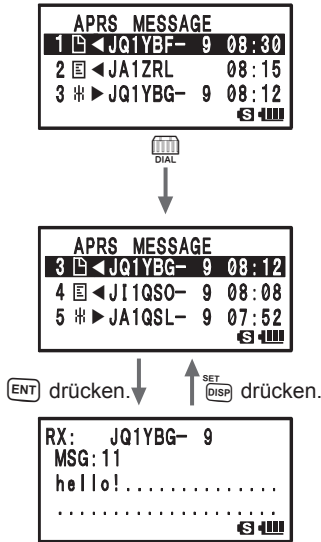 APRS MESSAGE
1 ◀JQ1YBF- 9 08:30
2 ◀JA1ZRL 08:15
3 ▶JQ1YBG- 9 08:12
S
DIAL
APRS MESSAGE
3 ◀JQ1YBG- 9 08:12
4 ◀JI1QSO- 9 08:08
5 ▶JA1QSL- 9 07:52
S
ENT drücken. SET DISP drücken.
RX: JQ1YBG- 9
MSG:11
hello!..............
....................
S